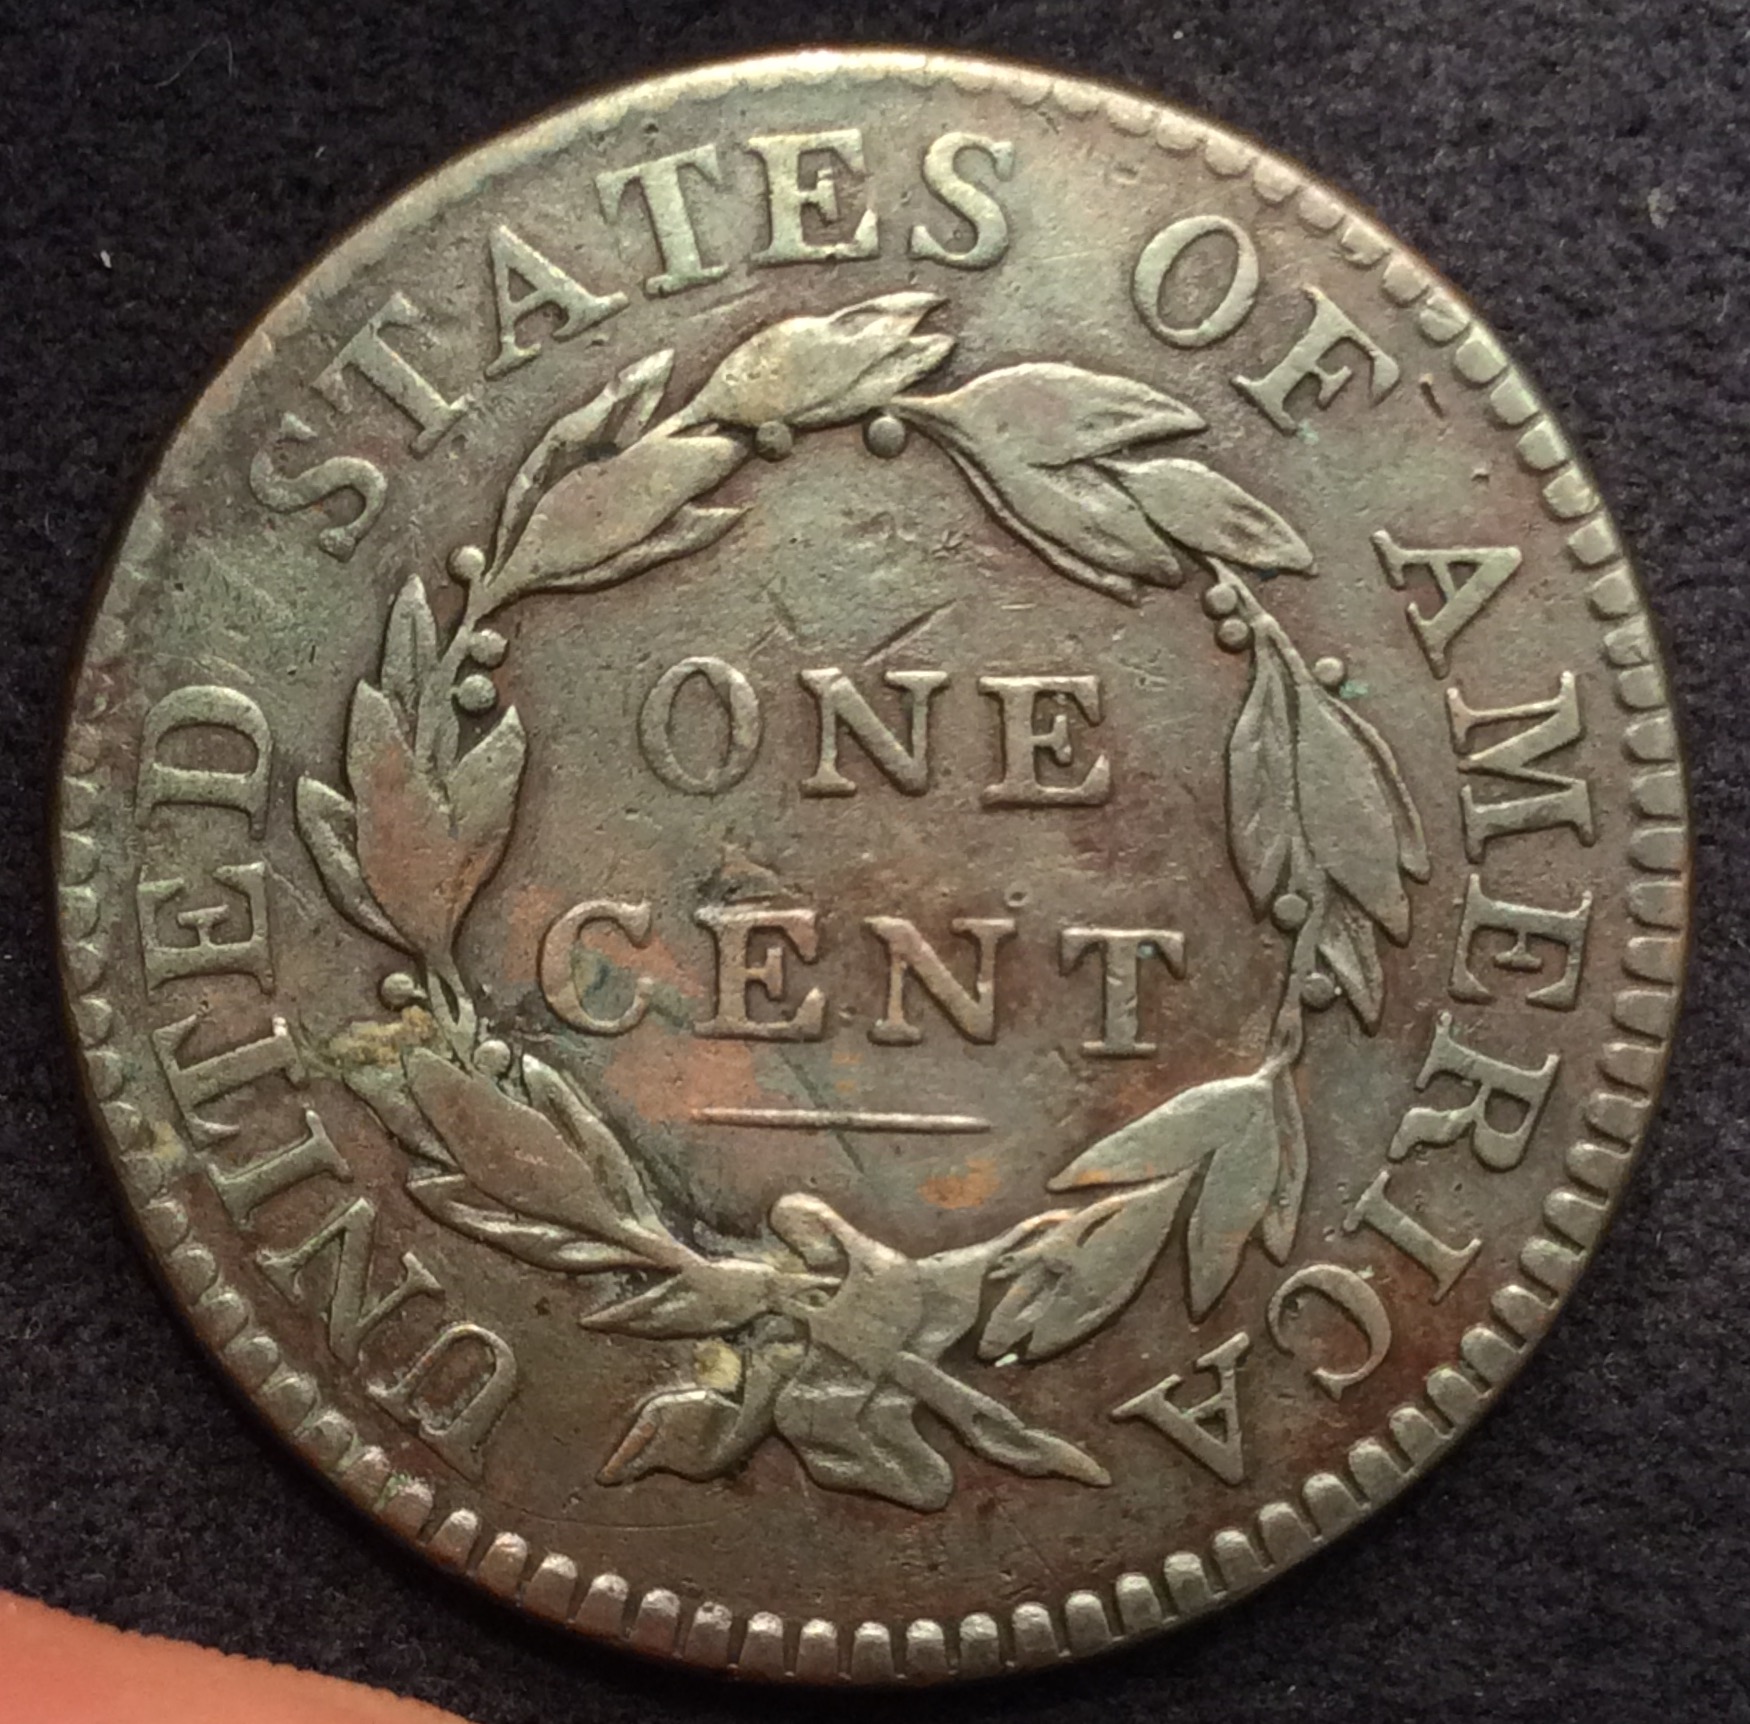 UNITED STATES OF AMERICA
ONE
CENT